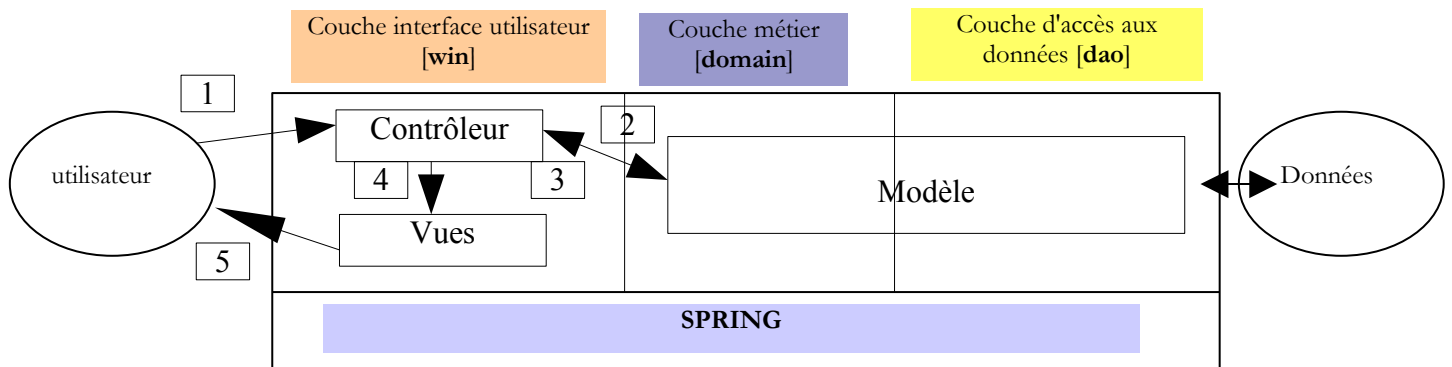 Couche interface utilisateur
[win]
Couche métier
[domain]
Couche d'accès aux
données [dao]
1
Contrôleur
2
utilisateur
4
3
Modèle
Données
Vues
5
SPRING